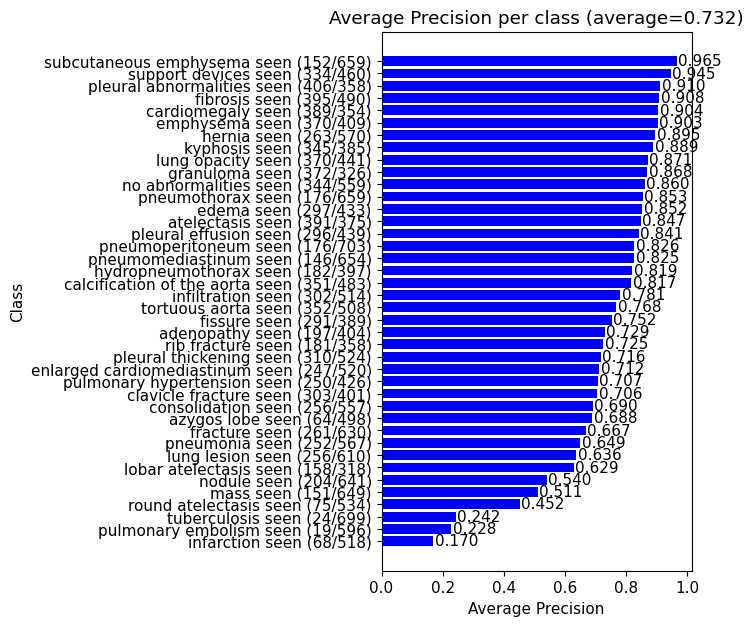 Average Precision per class (average=0.732)
subcutaneous emphysema seen (152/659) 0.965
support devices seen (334/460) 0.945
pleural abnormalities seen (406/358) 0.910
fibrosis seen (395/490) 0.908
cardiomegaly seen (389/354) 0.904
emphysema seen (370/409) 0.903
hernia seen (263/570) 0.895
kyphosis seen (345/385) 0.889
lung opacity seen (370/441) 0.871
granuloma seen (372/326) 0.868
no abnormalities seen (344/559) 0.860
pneumothorax seen (176/659) 0.853
edema seen (297/433) 0.852
atelectasis seen (391/375) 0.847
pleural effusion seen (296/439) 0.841
pneumoperitoneum seen (176/703) 0.826
pneumomediastinum seen (146/654) 0.825
hydropneumothorax seen (182/397) 0.819
calcification of the aorta seen (351/483) 0.817
infiltration seen (302/514) 0.781
tortuous aorta seen (352/508) 0.768
fissure seen (291/389) 0.752
adenopathy seen (197/404) 0.729
rib fracture seen (181/358) 0.725
pleural thickening seen (310/524) 0.716
enlarged cardiomediastinum seen (247/520) 0.712
pulmonary hypertension seen (250/426) 0.707
clavicle fracture seen (303/401) 0.706
consolidation seen (256/557) 0.690
azygos lobe seen (64/498) 0.688
fracture seen (261/630) 0.667
pneumonia seen (252/567) 0.649
lung lesion seen (256/610) 0.636
lobar atelectasis seen (158/318) 0.629
nodule seen (204/641) 0.540
mass seen (151/649) 0.511
round atelectasis seen (75/534) 0.452
tuberculosis seen (24/699) 0.242
pulmonary embolism seen (19/596) 0.228
infarction seen (68/518) 0.170
Class
0.0 0.2 0.4 0.6 0.8 1.0
Average Precision